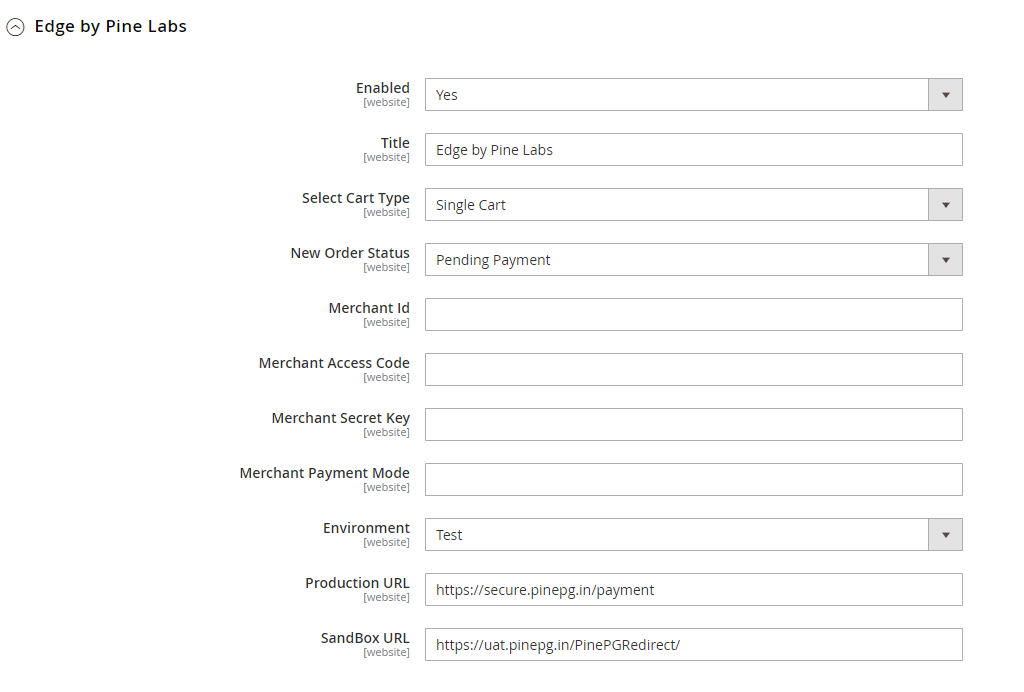 Edge by Pine Labs
Enabled
[website]
Yes
Title
[website]
Edge by Pine Labs
Select Cart Type
[website]
Single Cart
New Order Status
[website]
Pending Payment
Merchant Id
[website]
Merchant Access Code
[website]
Merchant Secret Key
[website]
Merchant Payment Mode
[website]
Environment
[website]
Test
Production URL
[website]
https://secure.pinepg.in/payment
SandBox URL
[website]
https://uat.pinepg.in/PinePGRedirect/